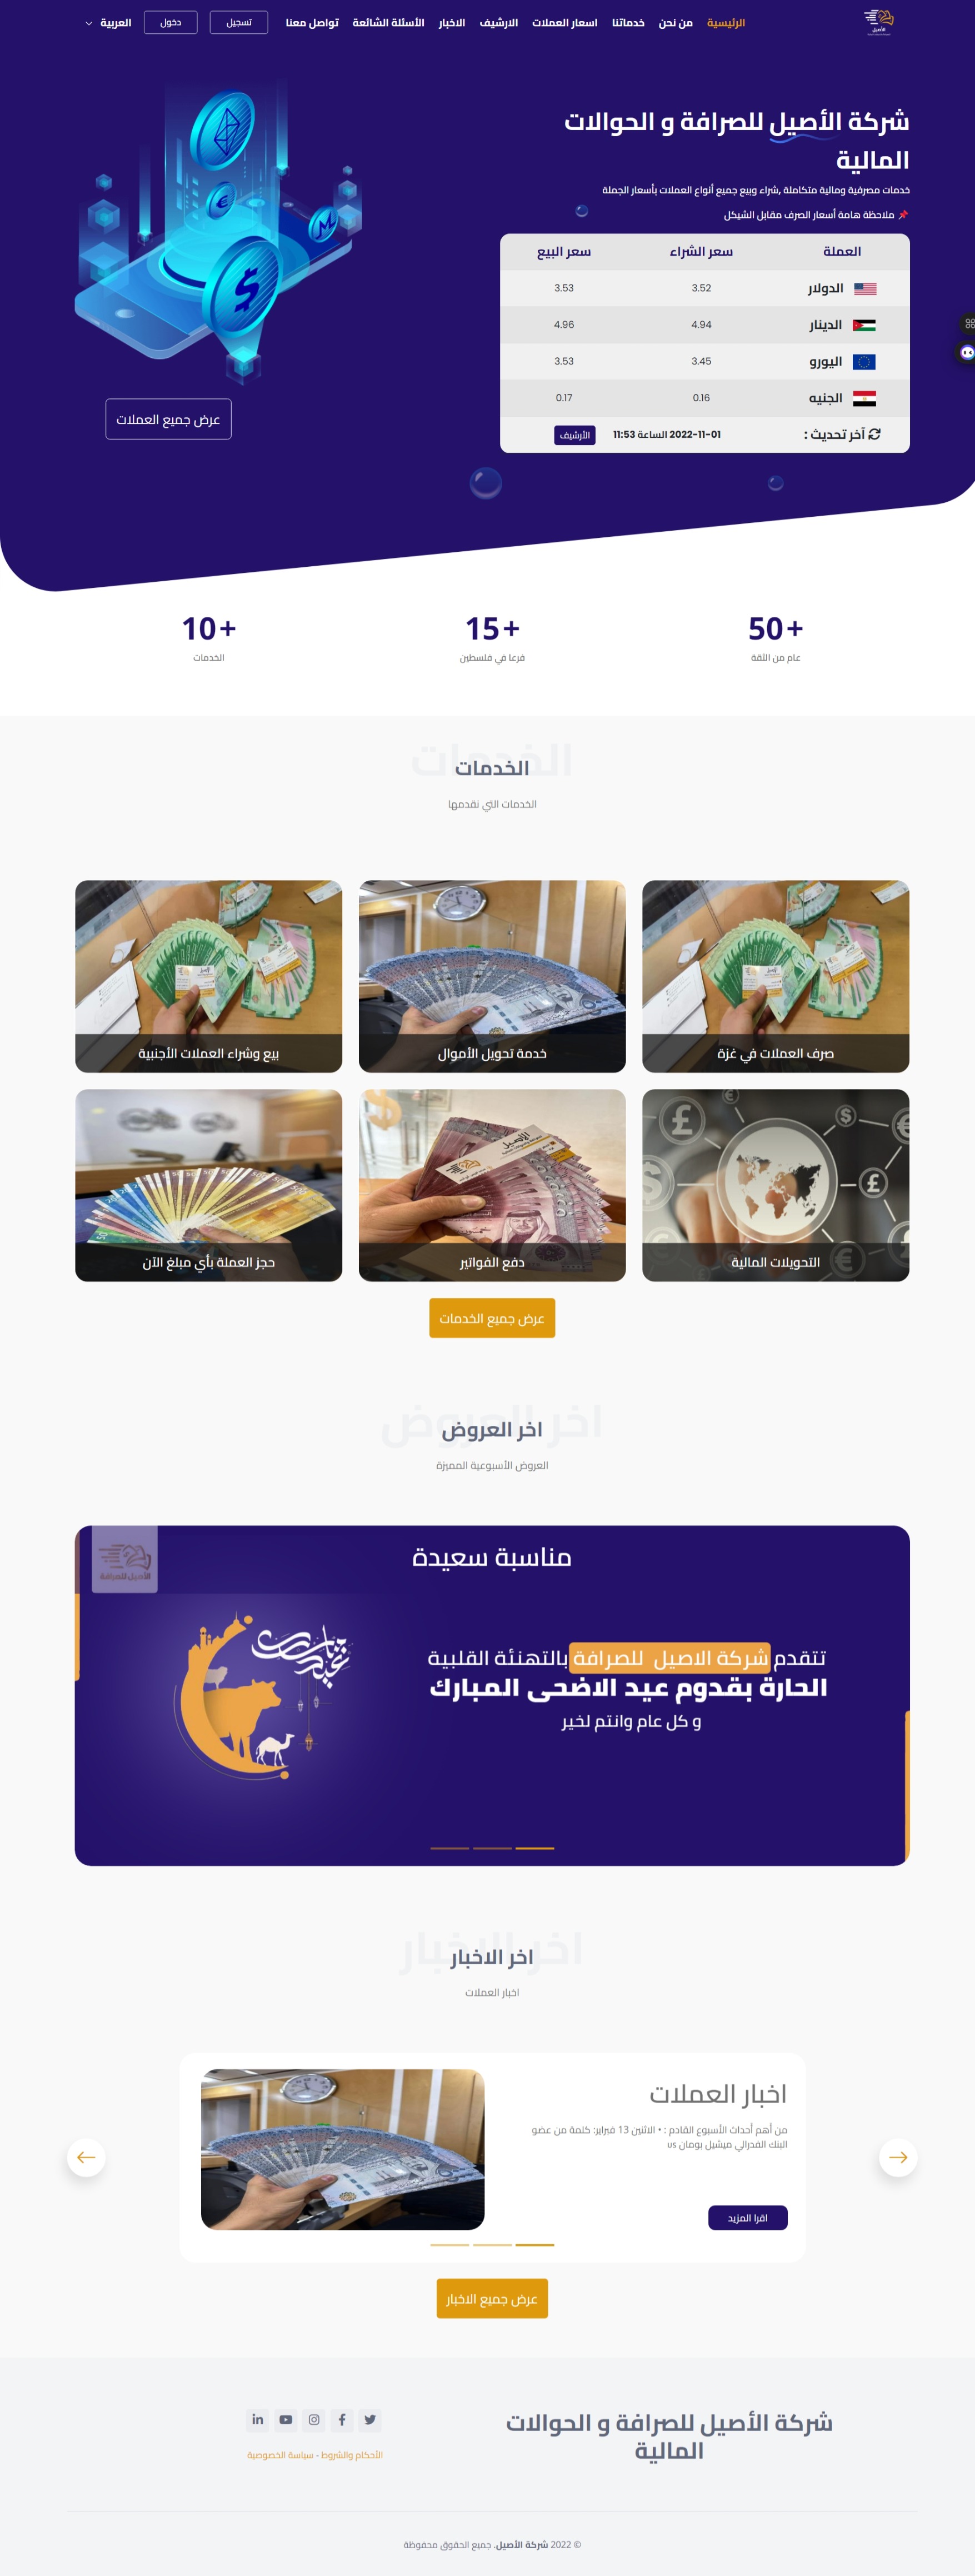 الأصيل
الرئيسية
من نحن
خدماتنا
اسعار العملات
الارشيف
الاخبار
الأسئلة الشائعة
تواصل معنا
تسجيل
دخول
العربية
شركة الأصيل للصرافة و الحوالات
المالية
خدمات مصرفية ومالية متكاملة ,شراء وبيع جميع أنواع العملات بأسعار الجملة
📌 ملاحظة هامة أسعار الصرف مقابل الشيكل
العملة سعر الشراء سعر البيع
الدولار 3.52 3.53
الدينار 4.94 4.96
اليورو 3.45 3.53
الجنيه 0.16 0.17
آخر تحديث : 2022-11-01 الساعة 11:53 الأرشيف
عرض جميع العملات
50+
عام من الثقة
15+
فرعا في فلسطين
10+
الخدمات
الخدمات
الخدمات
الخدمات التي نقدمها
صرف العملات في غزة
خدمة تحويل الأموال
بيع وشراء العملات الأجنبية
التحويلات المالية
دفع الفواتير
حجز العملة بأي مبلغ الآن
عرض جميع الخدمات
اخر العروض
اخر العروض
العروض الأسبوعية المميزة
الأصيل للصرافة
مناسبة سعيدة
تتقدم شركة الاصيل للصرافة بالتهنئة القلبية
الحارة بقدوم عيد الاضحى المبارك
و كل عام وانتم لخير
اخر الاخبار
اخر الاخبار
اخبار العملات
اخبار العملات
من أهم أحداث الأسبوع القادم : • الاثنين 13 فبراير: كلمة من عضو
البنك الفدرالي ميشيل بومان us
اقرا المزيد
عرض جميع الاخبار
شركة الأصيل للصرافة و الحوالات
المالية
الأحكام والشروط - سياسة الخصوصية
© 2022 شركة الأصيل. جميع الحقوق محفوظة